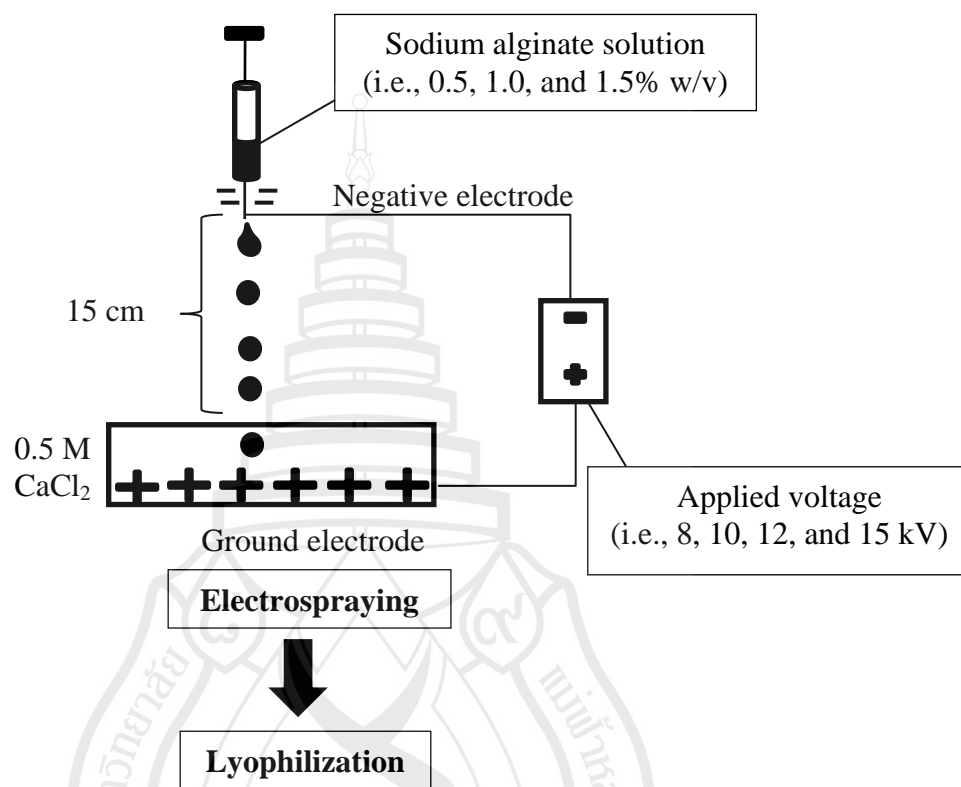 Sodium alginate solution
(i.e., 0.5, 1.0, and 1.5% w/v)
Negative electrode
15 cm
0.5 M
CaCl₂
Applied voltage
(i.e., 8, 10, 12, and 15 kV)
Ground electrode
Electrospraying
Lyophilization